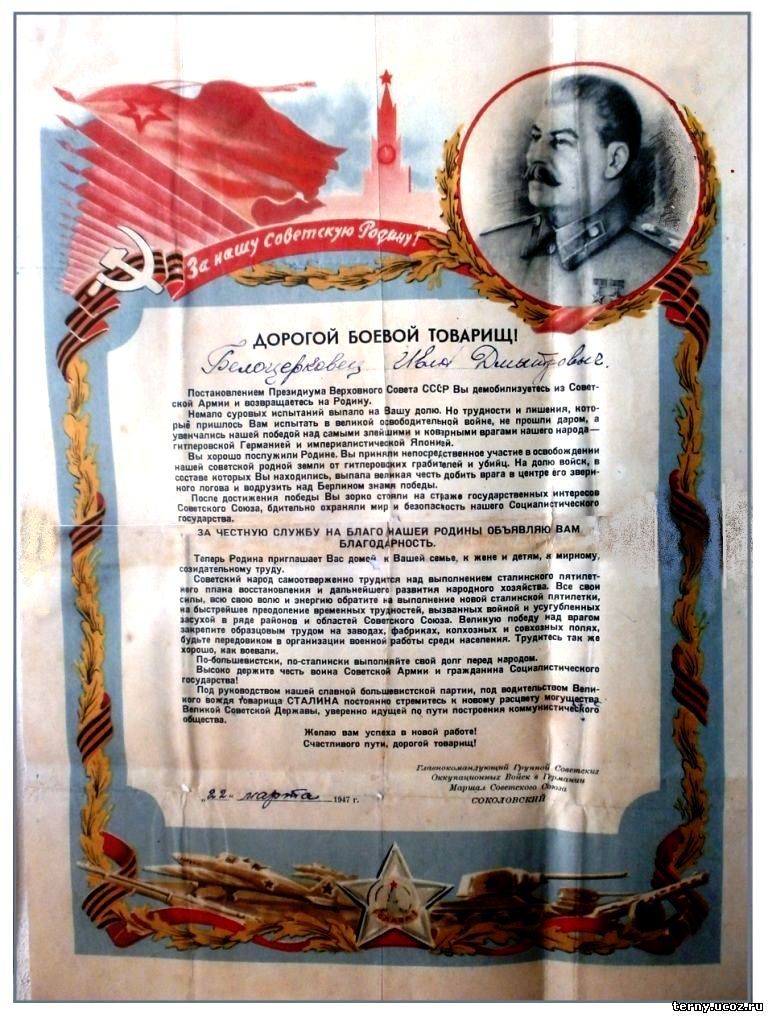 За нашу Советскую Родину!
ДОРОГОЙ БОЕВОЙ ТОВАРИЩ!
Белоцерковец Дмытровыч.
Постановлением Президиума Верховного Совета СССР Вы демобилизуетесь из Совет-
ской Армии и возвращаетесь на Родину.
Немало суровых испытаний выпало на Вашу долю. Но трудности и лишения, кото-
рые пришлось Вам испытать в великой освободительной войне, не прошли даром, а
увенчались нашей победой над самыми злейшими и коварными врагами нашего народа—
гитлеровской Германией и империалистической Японией.
Вы хорошо послужили Родине. Вы приняли непосредственное участие в освобождении
нашей советской родной земли от гитлеровских грабителей и убийц. На долю войск, в
составе которых Вы находились, выпала великая честь добить врага в центре его звери-
ного логова и водрузить над Берлином знамя победы.
После достижения победы Вы зорко стояли на страже государственных интересов
Советского Союза, бдительно охраняли мир и безопасность нашего Социалистического
государства.
ЗА ЧЕСТНУЮ СЛУЖБУ НА БЛАГО НАШЕЙ РОДИНЫ ОБЪЯВЛЯЮ ВАМ
БЛАГОДАРНОСТЬ.
Теперь Родина приглашает Вас домой к Вашей семье, к жене и детям, к мирному,
созидательному труду.
Советский народ самоотверженно трудится над выполнением сталинского пятилет-
него плана восстановления и дальнейшего развития народного хозяйства. Все свои
силы, всю свою волю и энергию обратите на выполнение новой сталинской пятилетки,
на быстрейшее преодоление временных трудностей, вызванных войной и усугубленных
засухой в ряде районов и областей Советского Союза. Великую победу над врагом
закрепите образцовым трудом на заводах, фабриках, колхозных и совхозных полях,
будьте передовиком в организации военной работы среди населения. Трудитесь так же
хорошо, как воевали.
По-большевистски, по-сталински выполняйте свой долг перед народом.
Высоко держите честь воина Советской Армии и гражданина Социалистического
государства!
Под руководством нашей славной большевистской партии, под водительством Вели-
кого вождя товарища СТАЛИНА постоянно стремитесь к новому расцвету могущества
Великой Советской Державы, уверенно идущей по пути построения коммунистического
общества.
Желаю вам успеха в новой работе!
Счастливого пути, дорогой товарищ!
Главнокомандующий Группой Советских
Оккупационных Войск в Германии
Маршал Советского Союза
СОКОЛОВСКИЙ
„22" марта 1947 г.
terny.ucoz.ru